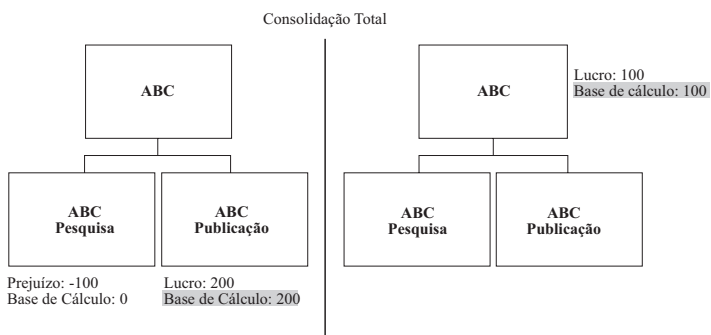 Consolidação Total
ABC
ABC
Pesquisa
ABC
Publicação
Prejuízo: -100
Base de Cálculo: 0
Lucro: 200
Base de Cálculo: 200
ABC
Lucro: 100
Base de cálculo: 100
ABC
Pesquisa
ABC
Publicação